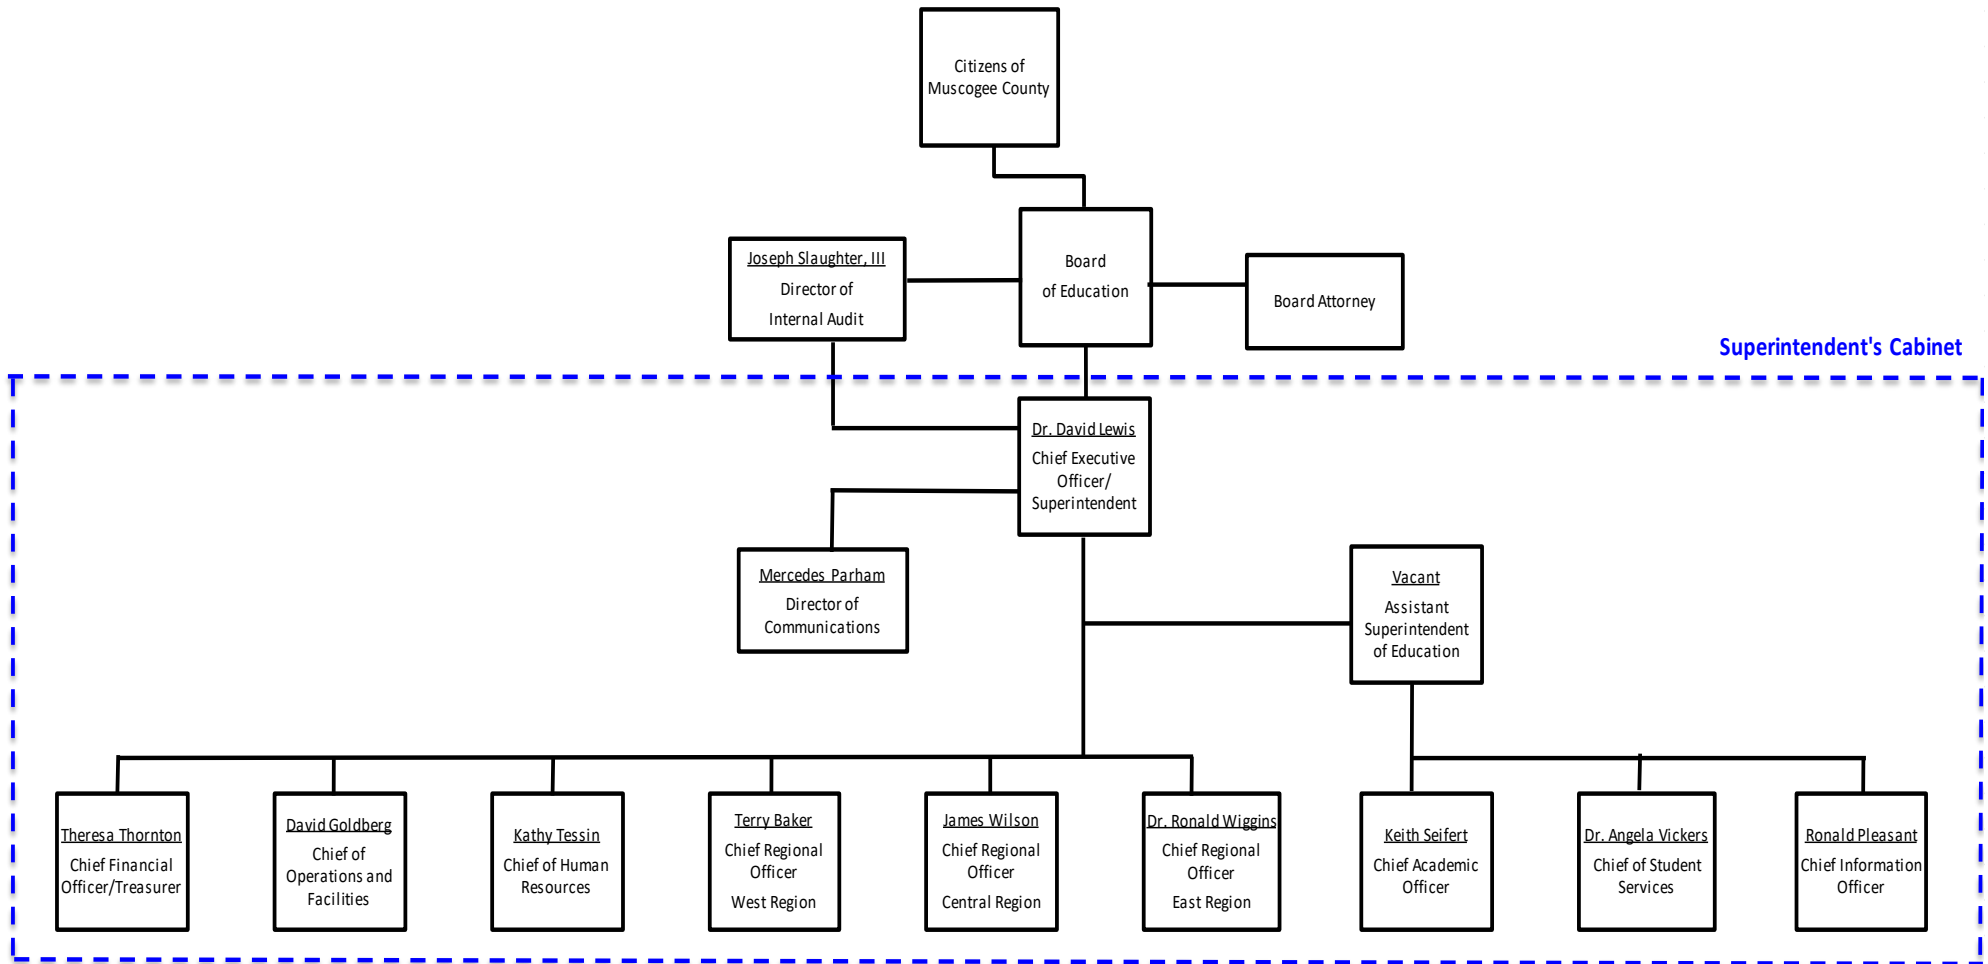 Citizens of
Muscogee County
Joseph Slaughter, III
Director of
Internal Audit
Board
of Education
Board Attorney
Superintendent's Cabinet
Dr. David Lewis
Chief Executive
Officer/
Superintendent
Mercedes Parham
Director of
Communications
Vacant
Assistant
Superintendent
of Education
Theresa Thornton
Chief Financial
Officer/Treasurer
David Goldberg
Chief of
Operations and
Facilities
Kathy Tessin
Chief of Human
Resources
Terry Baker
Chief Regional
Officer
West Region
James Wilson
Chief Regional
Officer
Central Region
Dr. Ronald Wiggins
Chief Regional
Officer
East Region
Keith Seifert
Chief Academic
Officer
Dr. Angela Vickers
Chief of Student
Services
Ronald Pleasant
Chief Information
Officer